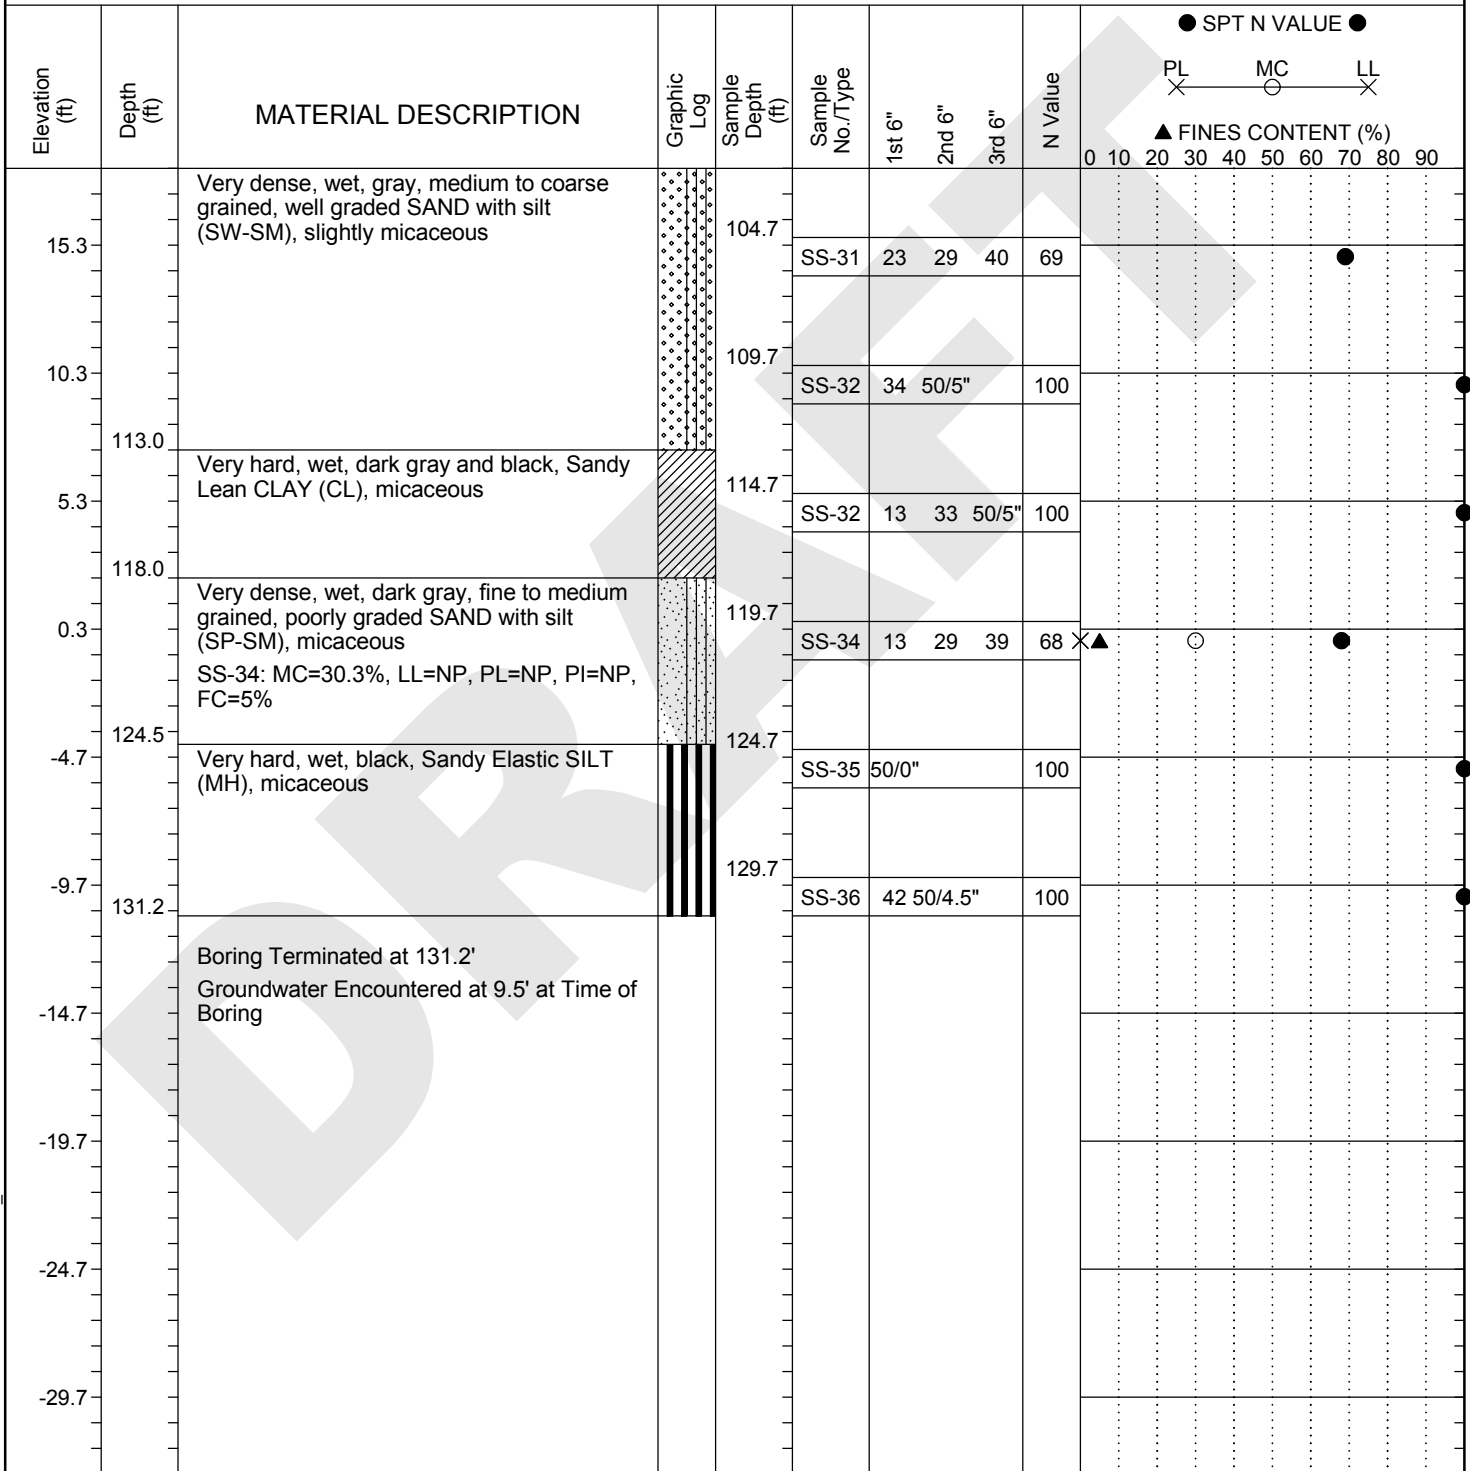 ● SPT N VALUE ●
Elevation (ft)
Depth (ft)
MATERIAL DESCRIPTION
Graphic Log
Sample Depth (ft)
Sample No./Type
1st 6"
2nd 6"
3rd 6"
N Value
PL MC LL
▲ FINES CONTENT (%)
0 10 20 30 40 50 60 70 80 90
Very dense, wet, gray, medium to coarse
grained, well graded SAND with silt
(SW-SM), slightly micaceous
104.7
15.3
SS-31 23 29 40 69
109.7
10.3
SS-32 34 50/5" 100
113.0
Very hard, wet, dark gray and black, Sandy
Lean CLAY (CL), micaceous
114.7
5.3
SS-32 13 33 50/5" 100
118.0
Very dense, wet, dark gray, fine to medium
grained, poorly graded SAND with silt
(SP-SM), micaceous
119.7
0.3
SS-34 13 29 39 68
SS-34: MC=30.3%, LL=NP, PL=NP, PI=NP,
FC=5%
124.5
124.7
-4.7
Very hard, wet, black, Sandy Elastic SILT
(MH), micaceous
SS-35 50/0" 100
129.7
-9.7
SS-36 42 50/4.5" 100
131.2
Boring Terminated at 131.2'
Groundwater Encountered at 9.5' at Time of
Boring
-14.7
-19.7
-24.7
-29.7
DRAFT